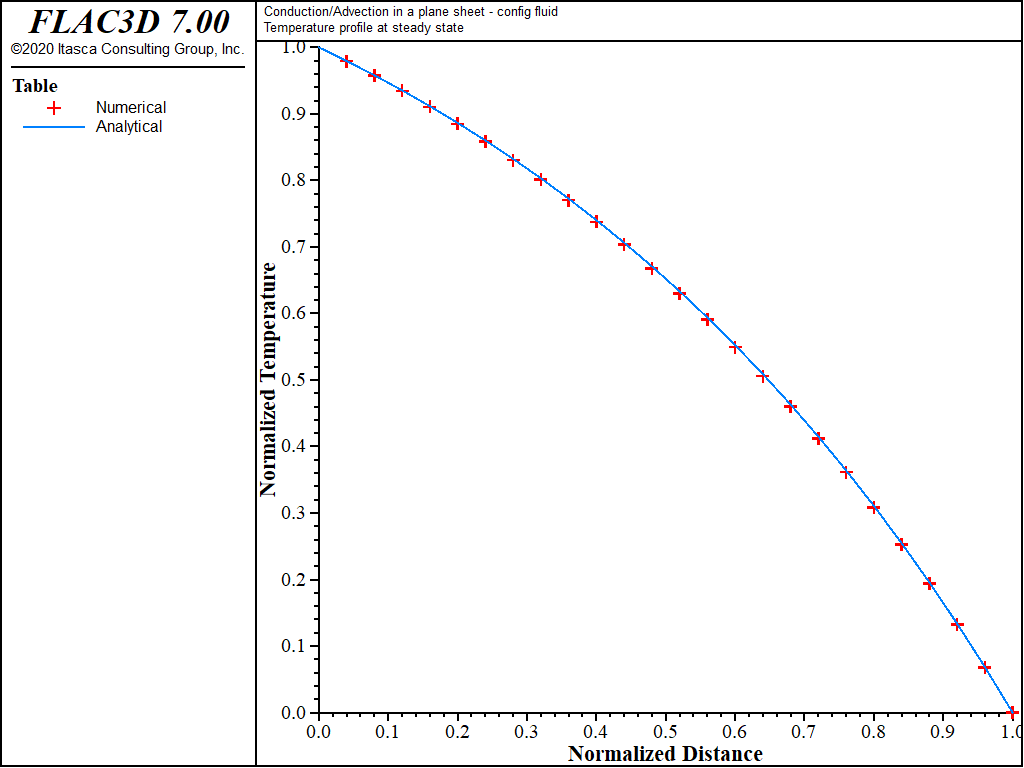 FLAC3D 7.00
©2020 Itasca Consulting Group, Inc.
Table
Numerical
Analytical
Conduction/Advection in a plane sheet - config fluid
Temperature profile at steady state
1.0
0.9
0.8
0.7
0.6
0.5
0.4
0.3
0.2
0.1
0.0
Normalized Temperature
0.0 0.1 0.2 0.3 0.4 0.5 0.6 0.7 0.8 0.9 1.0
Normalized Distance